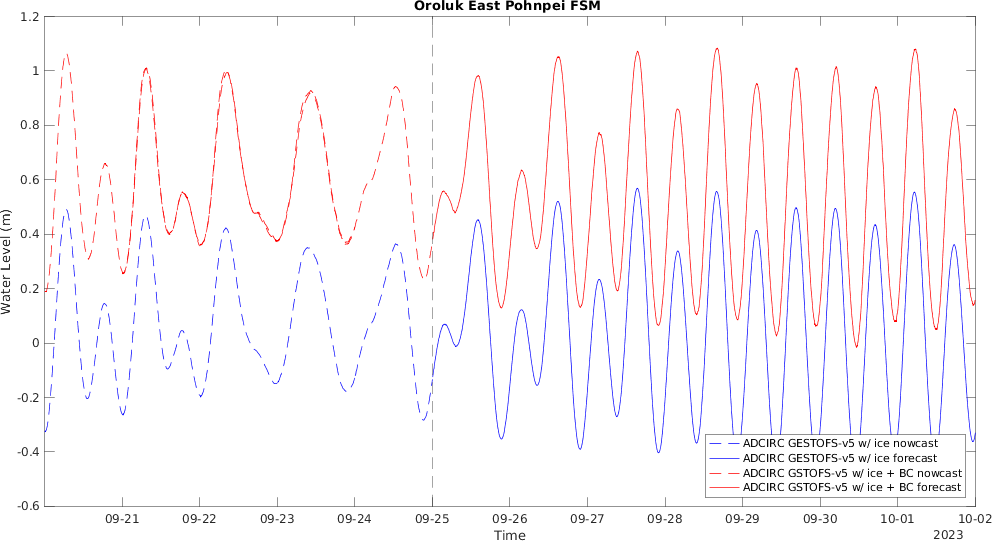 Oroluk East Pohnpei FSM
1.2
1
0.8
0.6
0.4
0.2
0
-0.2
-0.4
-0.6
Water Level (m)
ADCIRC GESTOFS-v5 w/ ice nowcast
ADCIRC GESTOFS-v5 w/ ice forecast
ADCIRC GSTOFS-v5 w/ ice + BC nowcast
ADCIRC GSTOFS-v5 w/ ice + BC forecast
09-21 09-22 09-23 09-24 09-25 09-26 09-27 09-28 09-29 09-30 10-01 10-02
Time
2023